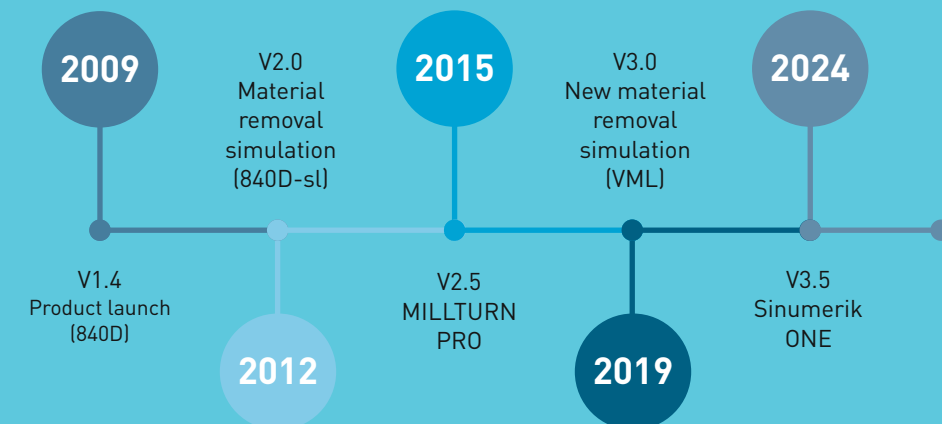 2009
V1.4
Product launch
(840D)
V2.0
Material
removal
simulation
(840D-sl)
2012
2015
V2.5
MILLTURN
PRO
V3.0
New material
removal
simulation
(VML)
2019
2024
V3.5
Sinumerik
ONE